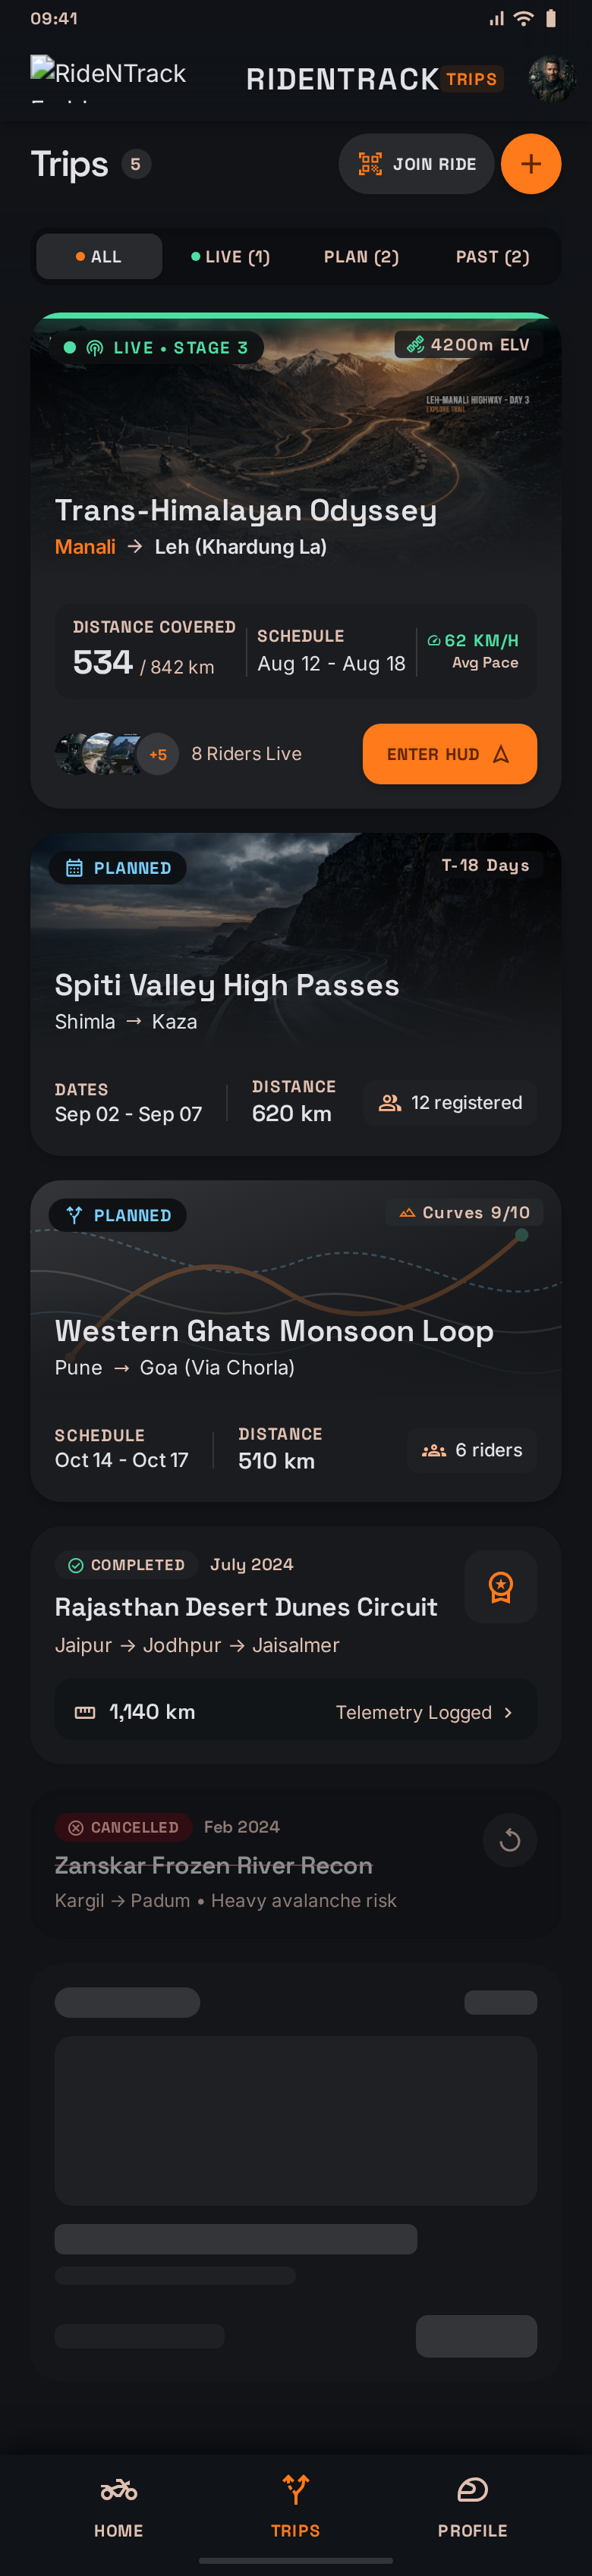 09:41
RideNTrack
RIDENTRACK TRIPS
Trips 5
JOIN RIDE
ALL
LIVE (1)
PLAN (2)
PAST (2)
LIVE • STAGE 3
4200m ELV
LEH-MANALI HIGHWAY - DAY 3
EXPLORE TRAIL
Trans-Himalayan Odyssey
Manali → Leh (Khardung La)
DISTANCE COVERED
534 / 842 km
SCHEDULE
Aug 12 - Aug 18
62 KM/H
Avg Pace
+5
8 Riders Live
ENTER HUD
PLANNED
T-18 Days
Spiti Valley High Passes
Shimla → Kaza
DATES
Sep 02 - Sep 07
DISTANCE
620 km
12 registered
PLANNED
Curves 9/10
Western Ghats Monsoon Loop
Pune → Goa (Via Chorla)
SCHEDULE
Oct 14 - Oct 17
DISTANCE
510 km
6 riders
COMPLETED
July 2024
Rajasthan Desert Dunes Circuit
Jaipur → Jodhpur → Jaisalmer
1,140 km
Telemetry Logged
CANCELLED
Feb 2024
Zanskar Frozen River Recon
Kargil → Padum • Heavy avalanche risk
HOME
TRIPS
PROFILE